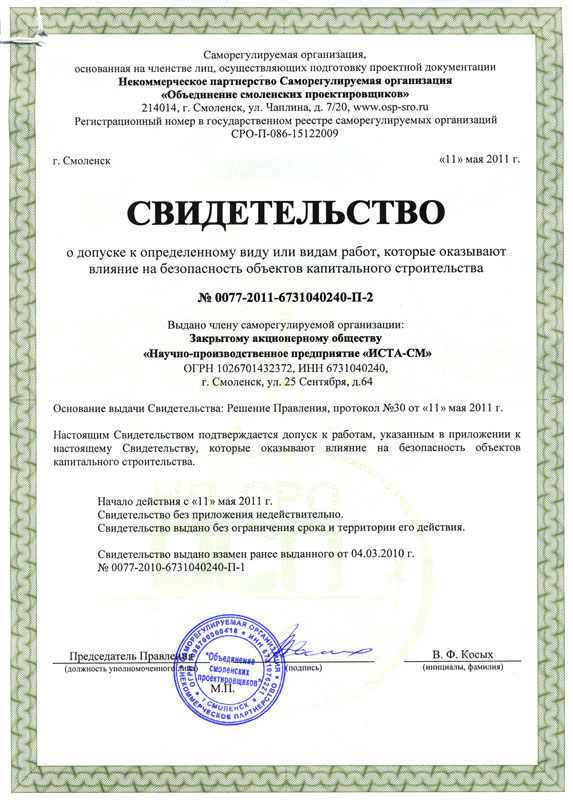 Саморегулируемая организация,
основанная на членстве лиц, осуществляющих подготовку проектной документации
Некоммерческое партнерство Саморегулируемая организация
«Объединение смоленских проектировщиков»
214014, г. Смоленск, ул. Чаплина, д. 7/20, www.osp-sro.ru
Регистрационный номер в государственном реестре саморегулируемых организаций
СРО-П-086-15122009
г. Смоленск «11» мая 2011 г.
СВИДЕТЕЛЬСТВО
о допуске к определенному виду или видам работ, которые оказывают
влияние на безопасность объектов капитального строительства
№ 0077-2011-6731040240-П-2
Выдано члену саморегулируемой организации:
Закрытому акционерному обществу
«Научно-производственное предприятие «ИСТА-СМ»
ОГРН 1026701432372, ИНН 6731040240,
г. Смоленск, ул. 25 Сентября, д.64
Основание выдачи Свидетельства: Решение Правления, протокол №30 от «11» мая 2011 г.
Настоящим Свидетельством подтверждается допуск к работам, указанным в приложении к
настоящему Свидетельству, которые оказывают влияние на безопасность объектов
капитального строительства.
Начало действия с «11» мая 2011 г.
Свидетельство без приложения недействительно.
Свидетельство выдано без ограничения срока и территории его действия.
Свидетельство выдано взамен ранее выданного от 04.03.2010 г.
№ 0077-2010-6731040240-П-1
Председатель Правления В. Ф. Косых
(должность уполномоченного лица) (подпись) (инициалы, фамилия)
М.П.
САМОРЕГУЛИРУЕМАЯ ОРГАНИЗАЦИЯ
НЕКОММЕРЧЕСКОЕ ПАРТНЕРСТВО
"Объединение
смоленских
проектировщиков"
г.СМОЛЕНСК